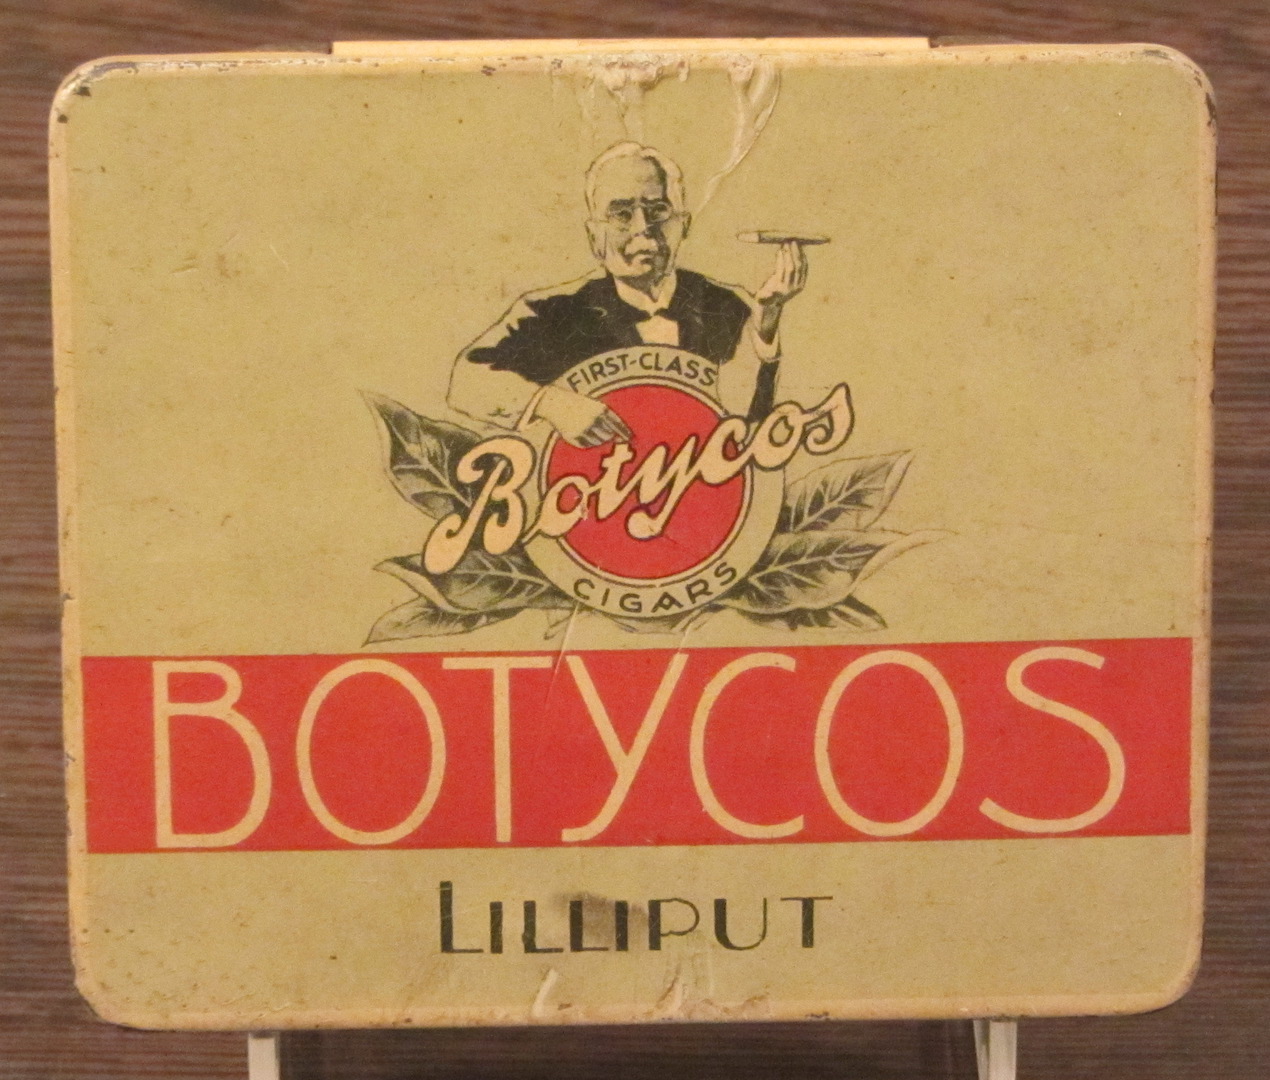 FIRST-CLASS
Botycos
CIGARS
BOTYCOS
LILLIPUT